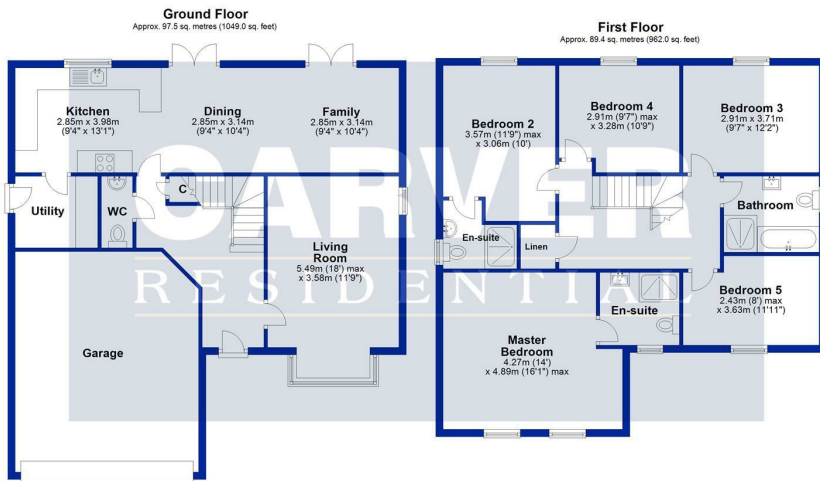 Ground Floor
Approx. 97.5 sq. metres (1049.0 sq. feet)
Kitchen
2.85m x 3.98m
(9'4" x 13'1")
Dining
2.85m x 3.14m
(9'4" x 10'4")
Family
2.85m x 3.14m
(9'4" x 10'4")
Utility
WC
C
Living
Room
5.49m (18') max
x 3.58m (11'9")
Garage
First Floor
Approx. 89.4 sq. metres (962.0 sq. feet)
Bedroom 2
3.57m (11'9") max
x 3.06m (10')
Bedroom 4
2.91m (9'7") max
x 3.28m (10'9")
Bedroom 3
2.91m x 3.71m
(9'7" x 12'2")
Bathroom
En-suite
Linen
En-suite
Bedroom 5
2.43m (8') max
x 3.63m (11'11")
Master
Bedroom
4.27m (14')
x 4.89m (16'1") max
CARVER
RESIDENTIAL